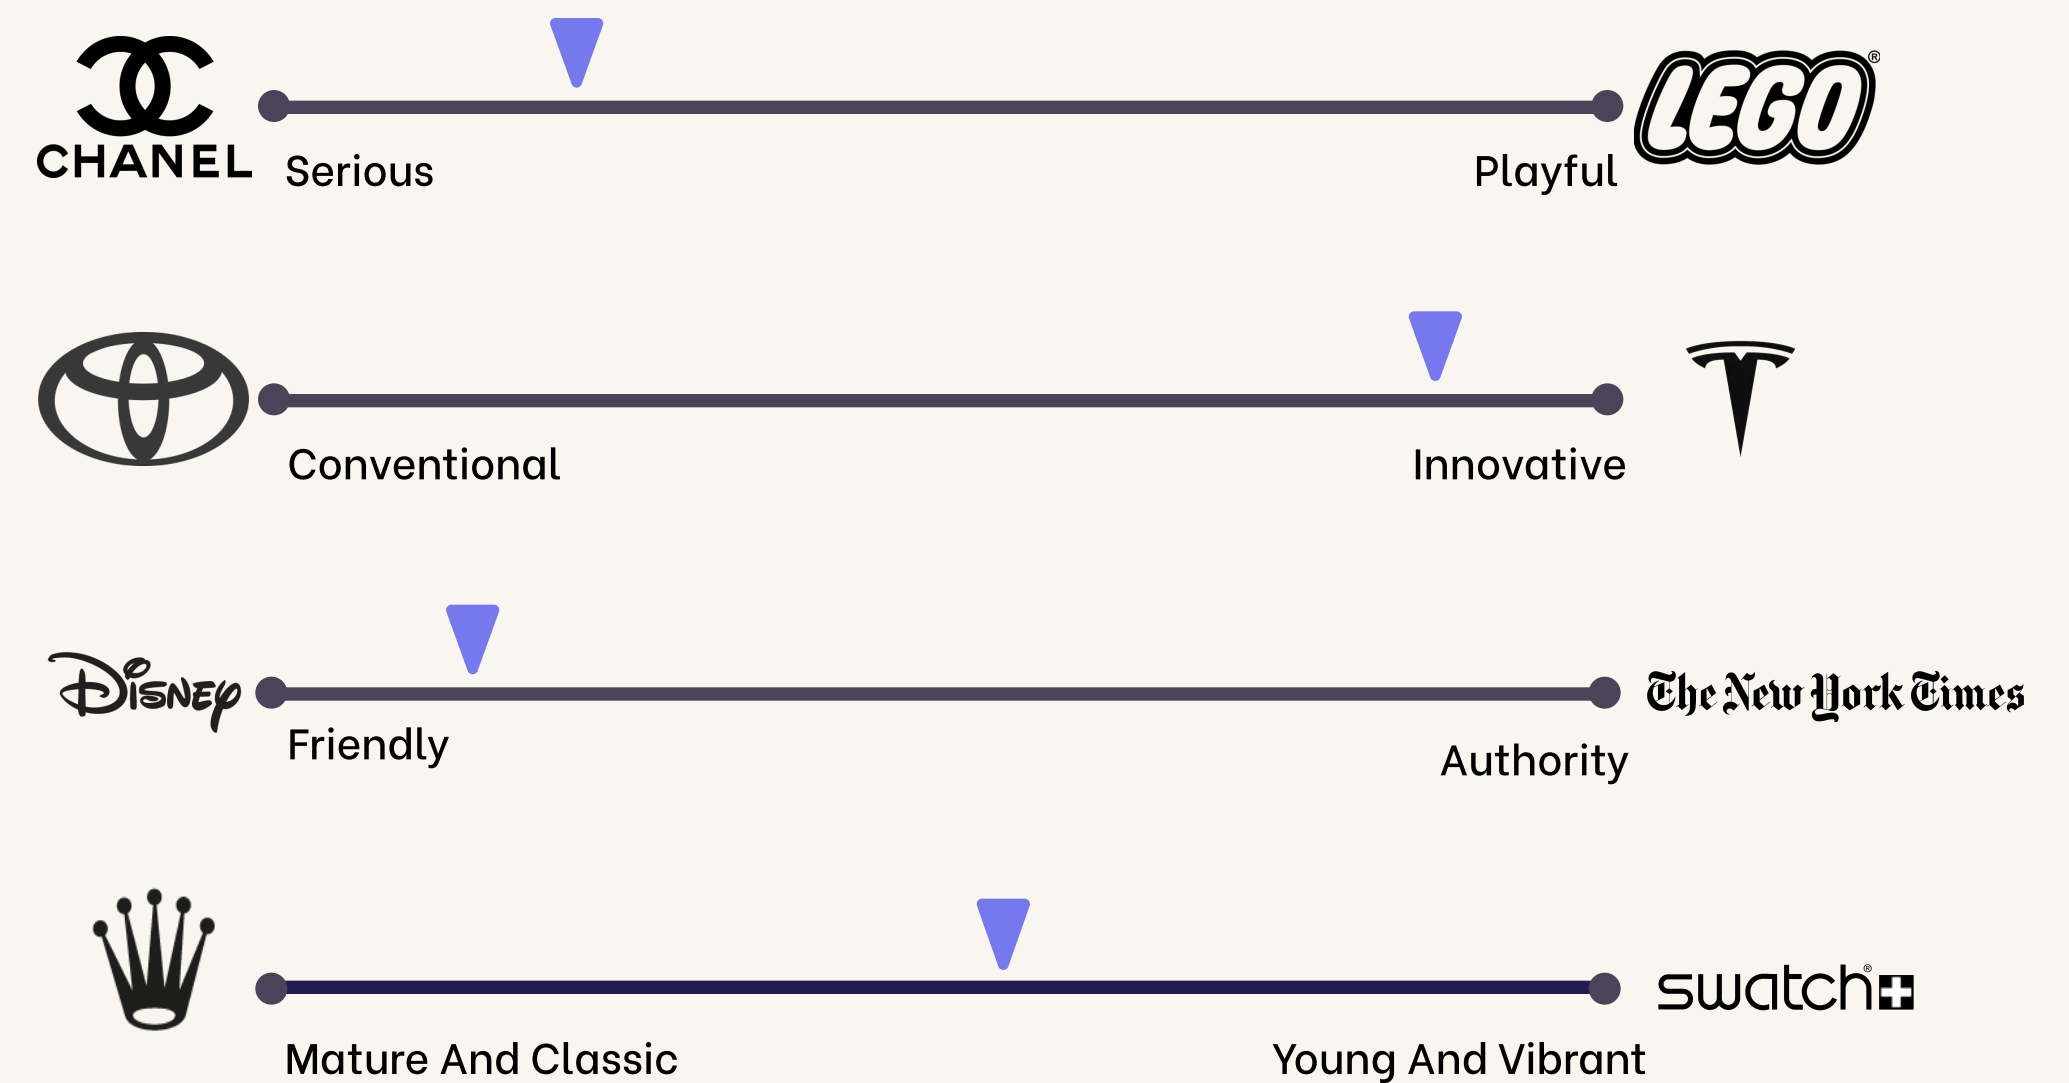 CHANEL
Serious
Playful
LEGO®
Conventional
Innovative
Disney
Friendly
Authority
The New York Times
swatch®
Mature And Classic
Young And Vibrant